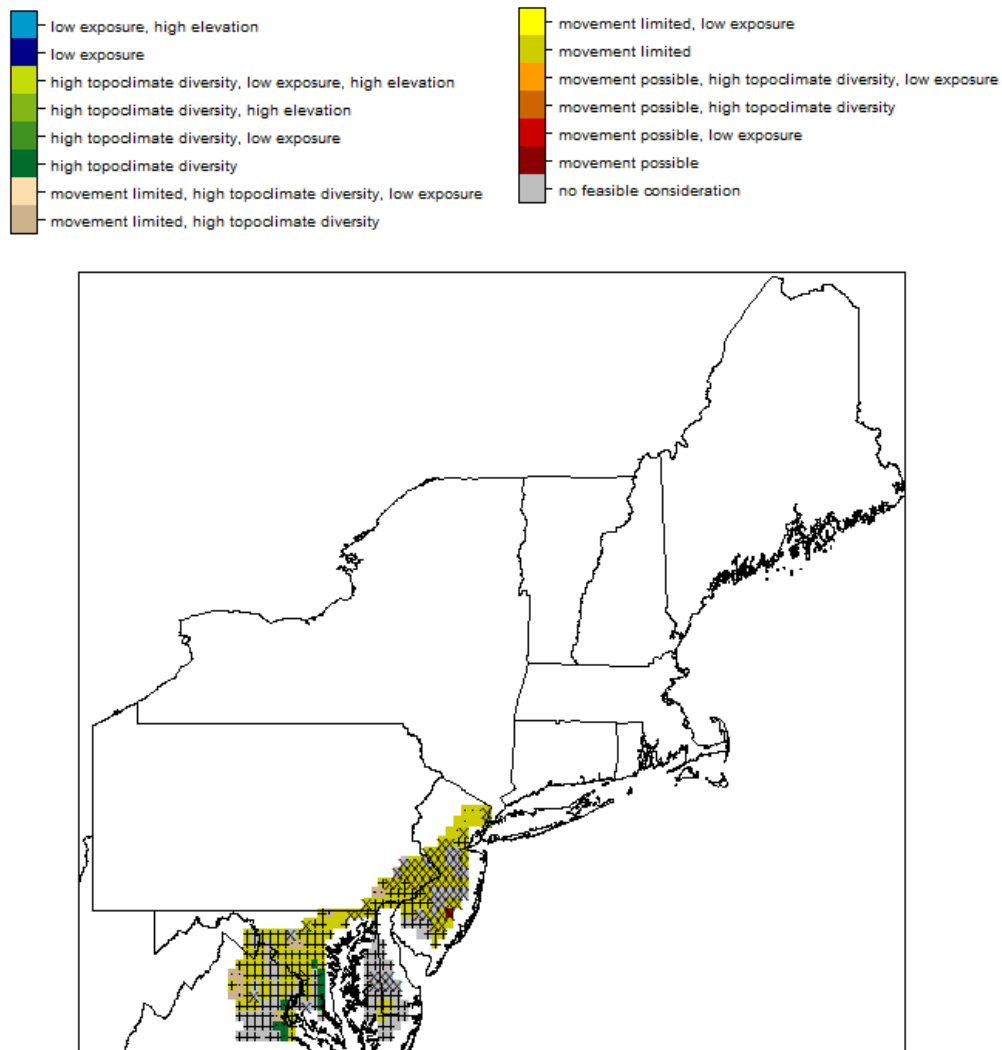 low exposure, high elevation
low exposure
high topoclimate diversity, low exposure, high elevation
high topoclimate diversity, high elevation
high topoclimate diversity, low exposure
high topoclimate diversity
movement limited, high topoclimate diversity, low exposure
movement limited, high topoclimate diversity
movement limited, low exposure
movement limited
movement possible, high topoclimate diversity, low exposure
movement possible, high topoclimate diversity
movement possible, low exposure
movement possible
no feasible consideration